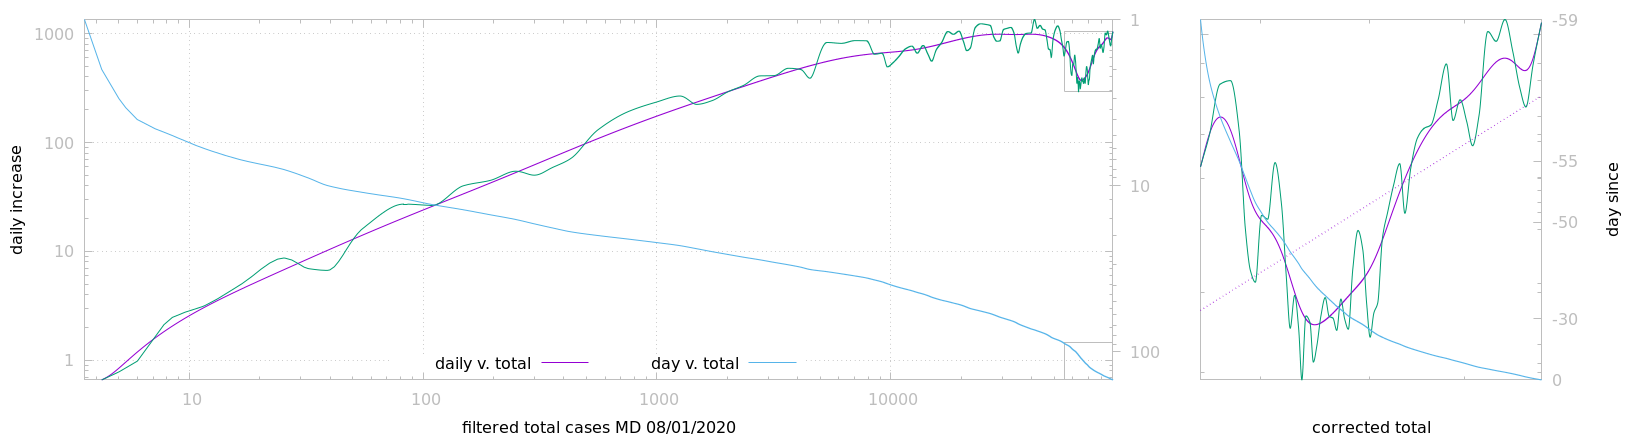 1000
100
10
1
daily increase
10
100
1000
10000
filtered total cases MD 08/01/2020
daily v. total
day v. total
1
10
100
-59
-55
-50
-30
0
day since
corrected total